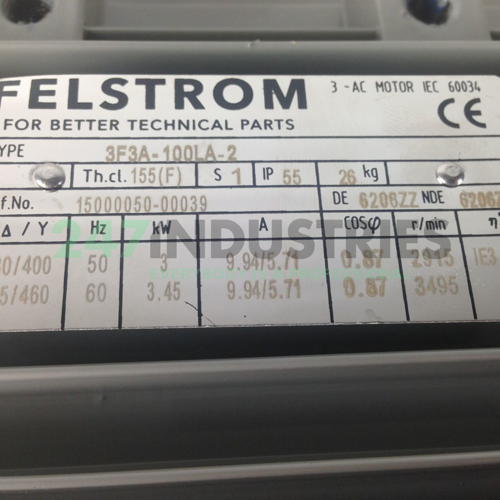 FELSTROM
FOR BETTER TECHNICAL PARTS
3-AC MOTOR IEC 60034
CE
YPE 3F3A-100LA-2
Th.cl. 155(F) S 1 IP 55 26 kg
f.No. 15000050-00039 DE 6206ZZ NDE 6206Z
Δ / Y Hz kW A COSφ r/min η
30/400 50 3 9.94/5.71 0.87 2915 IE3
5/460 60 3.45 9.94/5.71 0.87 3495
247INDUSTRIES